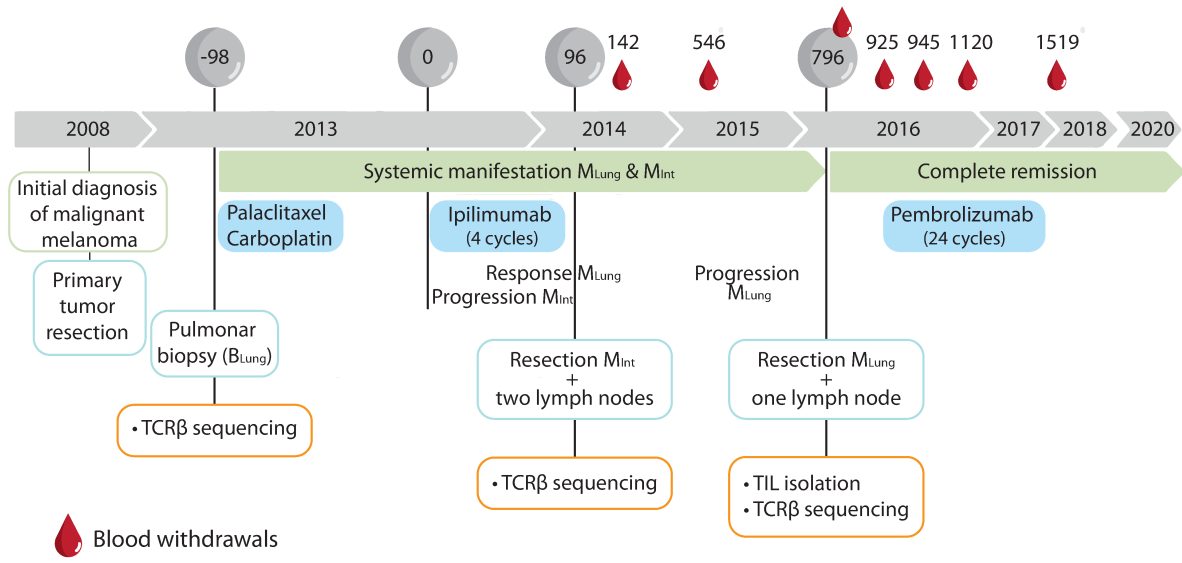 -98
0
96
142
546
796
925
945
1120
1519
2008
2013
2014
2015
2016
2017
2018
2020
Systemic manifestation MLung & MInt
Complete remission
Initial diagnosis
of malignant
melanoma
Palaclitaxel
Carboplatin
Ipilimumab
(4 cycles)
Pembrolizumab
(24 cycles)
Primary
tumor
resection
Response MLung
Progression MInt
Progression
MLung
Pulmonar
biopsy (BLung)
Resection MInt
+
two lymph nodes
Resection MLung
+
one lymph node
• TCRβ sequencing
• TCRβ sequencing
• TIL isolation
• TCRβ sequencing
Blood withdrawals